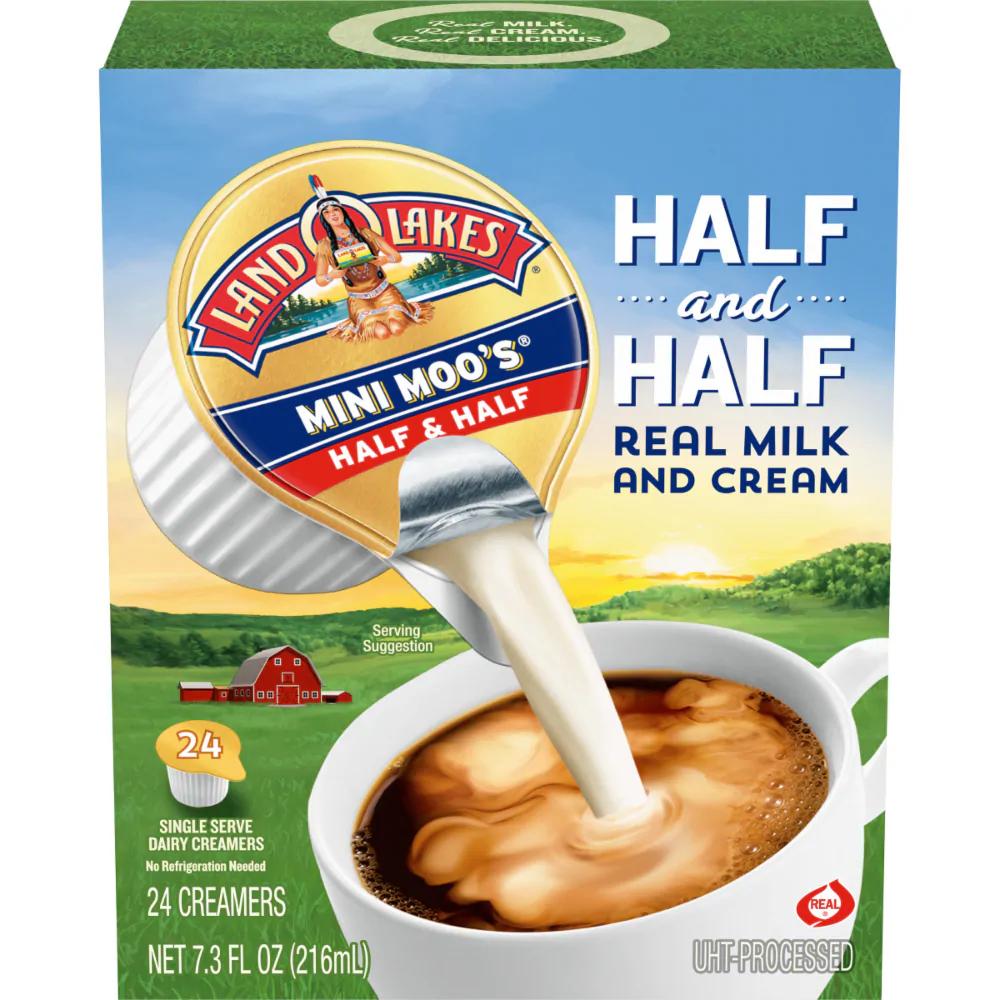 Real MILK.
Real CREAM.
Real DELICIOUS.
LAND O LAKES®
LAND O LAKES
MINI MOO'S®
HALF & HALF
HALF
and
HALF
REAL MILK
AND CREAM
Serving
Suggestion
24
SINGLE SERVE
DAIRY CREAMERS
No Refrigeration Needed
24 CREAMERS
NET 7.3 FL OZ (216mL)
REAL
®
UHT-PROCESSED